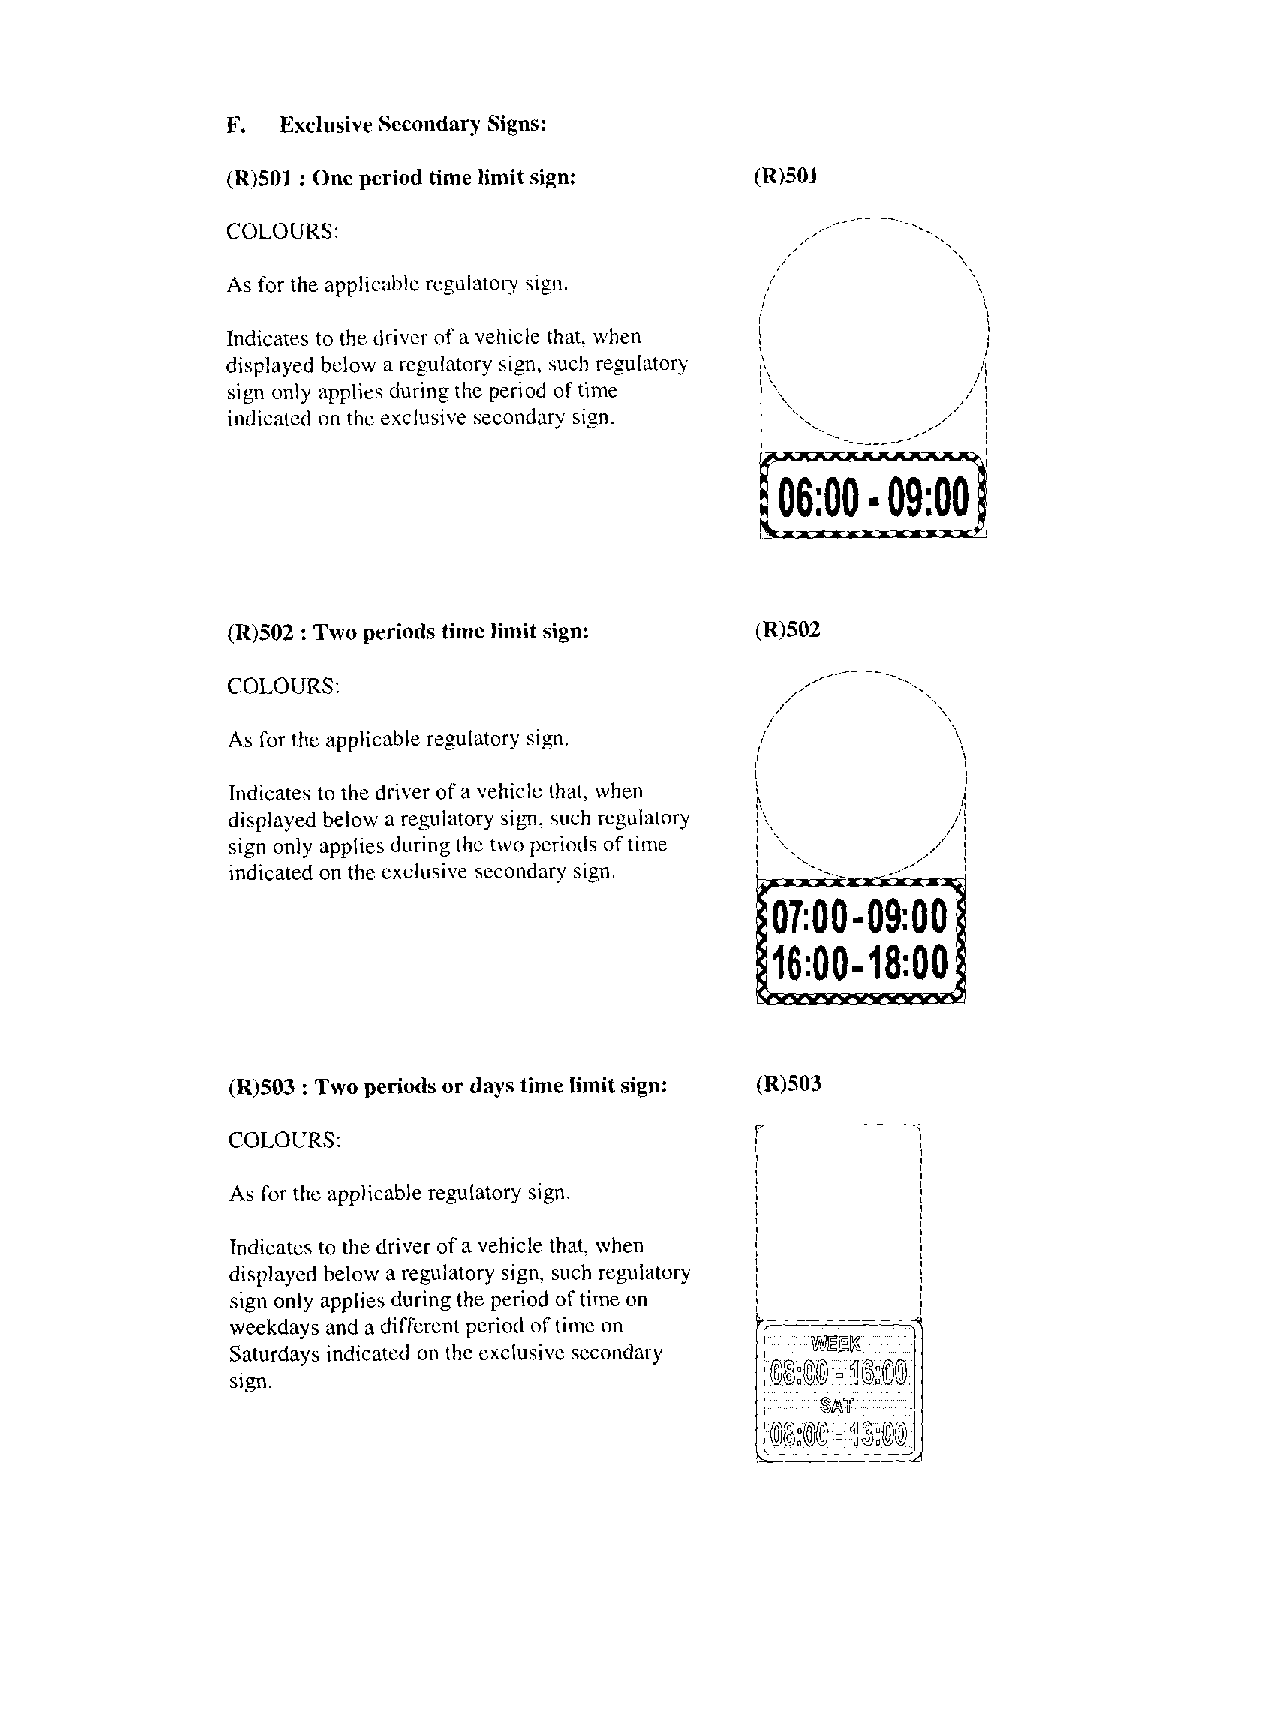 F. Exclusive Secondary Signs:
(R)501 : One period time limit sign:
(R)501
COLOURS:
As for the applicable regulatory sign.
Indicates to the driver of a vehicle that, when
displayed below a regulatory sign, such regulatory
sign only applies during the period of time
indicated on the exclusive secondary sign.
06:00 - 09:00
(R)502 : Two periods time limit sign:
(R)502
COLOURS:
As for the applicable regulatory sign.
Indicates to the driver of a vehicle that, when
displayed below a regulatory sign, such regulatory
sign only applies during the two periods of time
indicated on the exclusive secondary sign.
07:00-09:00
16:00-18:00
(R)503 : Two periods or days time limit sign:
(R)503
COLOURS:
As for the applicable regulatory sign.
Indicates to the driver of a vehicle that, when
displayed below a regulatory sign, such regulatory
sign only applies during the period of time on
weekdays and a different period of time on
Saturdays indicated on the exclusive secondary
sign.
WEEK
08:00 - 16:00
SAT
08:00 - 13:00